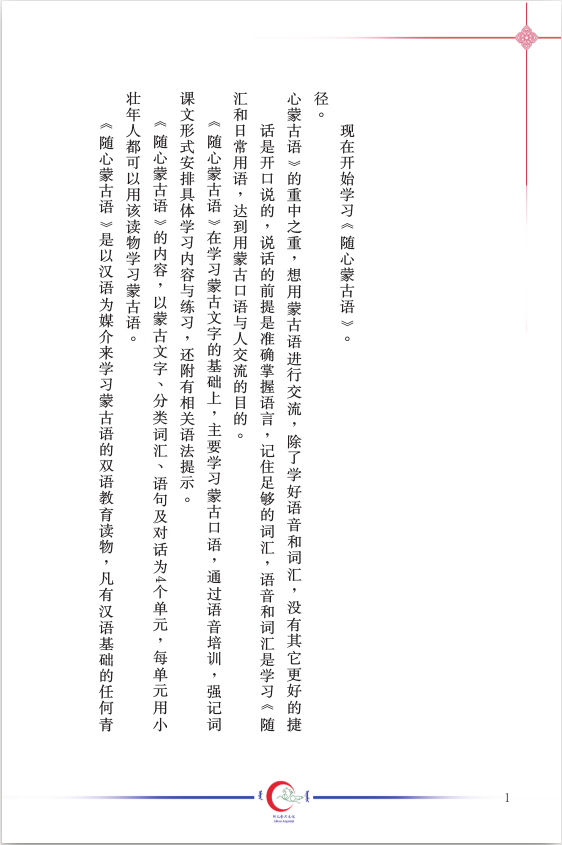 《随心蒙古语》是以汉语为媒介来学习蒙古语的双语教育读物，凡有汉语基础的任何青
壮年人都可以用该读物学习蒙古语。
《随心蒙古语》的内容，以蒙古文字、分类词汇、语句及对话为4个单元，每单元用小
课文形式安排具体学习内容与练习，还附有相关语法提示。
《随心蒙古语》在学习蒙古文字的基础上，主要学习蒙古口语，通过语音培训，强记词
汇和日常用语，达到用蒙古口语与人交流的目的。
话是开口说的，说话的前提是准确掌握语言，记住足够的词汇，语音和词汇是学习《随
心蒙古语》的重中之重，想用蒙古语进行交流，除了学好语音和词汇，没有其它更好的捷
径。
现在开始学习《随心蒙古语》。
1